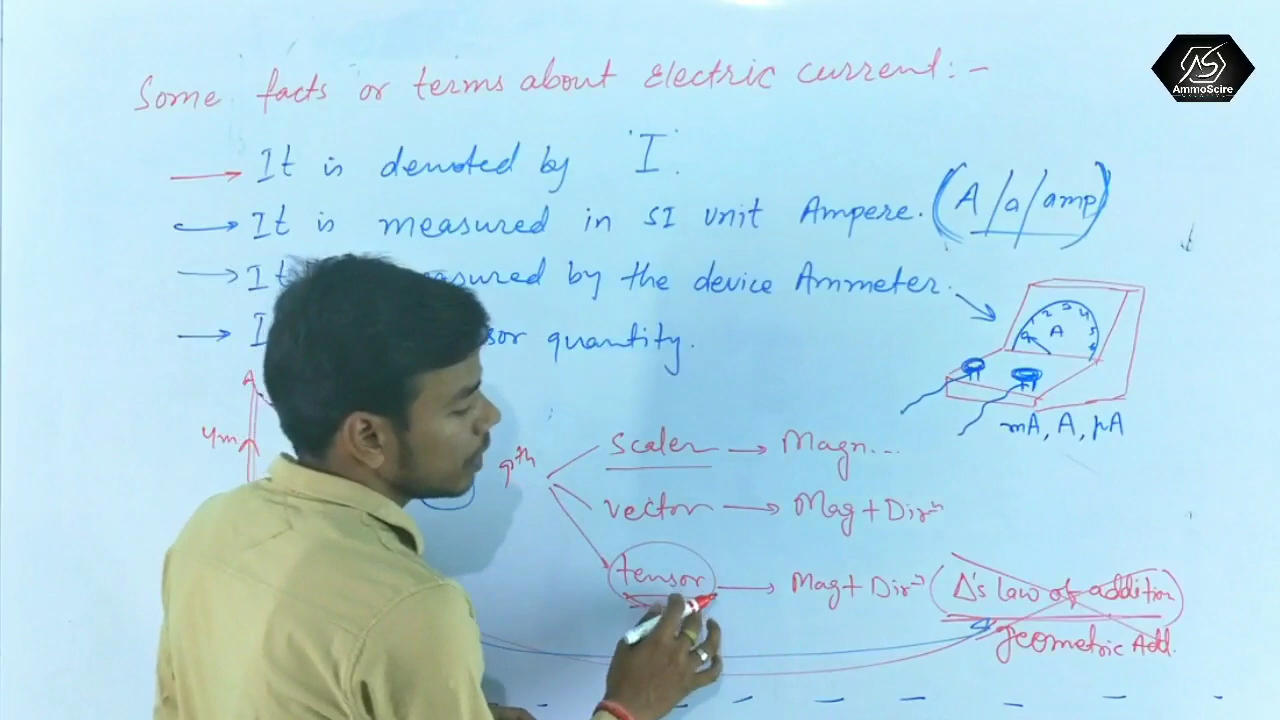 Some facts or terms about Electric current:-
AmmoScire
It is denoted by 'I'.
It is measured in SI unit Ampere. (A/a/amp)
It by the device Ammeter.
quantity.
A
A
4m
mA, A, μA
qth
scaler → Magn...
vector → Mag + Dirn
tensor → Mag + Dirn (Δ's law of addition)
geometric Add.